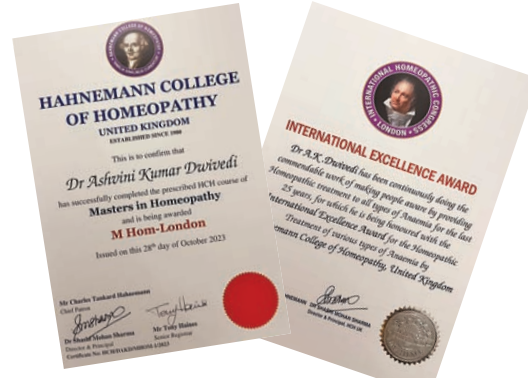 HAHNEMANN COLLEGE OF HOMEOPATHY
HAHNEMANN COLLEGE
OF HOMEOPATHY
UNITED KINGDOM
ESTABLISHED SINCE 1980
This is to confirm that
Dr Ashvini Kumar Dwivedi
has successfully completed the prescribed HCH course of
Masters in Homeopathy
and is being awarded
M Hom-London
Issued on this 28th day of October 2023
Mr Charles Tankard Hahnemann
Chief Patron
Dr Shashi Mohan Sharma
Director & Principal
Mr Tony Haines
Senior Registrar
INTERNATIONAL HOMEOPATHIC CONGRESS
• LONDON •
INTERNATIONAL EXCELLENCE AWARD
Dr A.K. Dwivedi has been continuously doing the
commendable work of making people aware by providing
Homeopathic treatment to all types of Anaemia for the last
25 years, for which he is being honoured with the
International Excellence Award for the Homeopathic
Treatment of various types of Anaemia by
emann College of Homeopathy, United Kingdom
DR SHASHI MOHAN SHARMA
Director & Principal, HCH UK